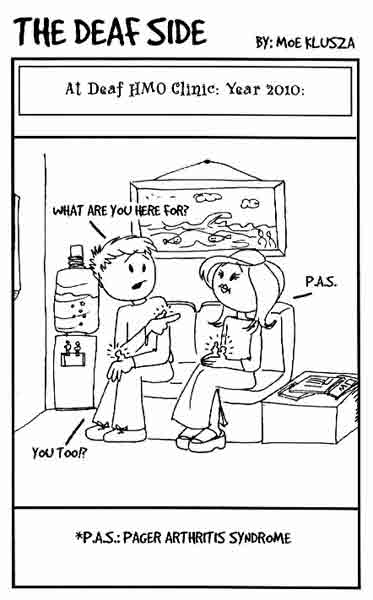 THE DEAF SIDE
BY: MOE KLUSZA
At Deaf HMO Clinic: Year 2010:
WHAT ARE YOU HERE FOR?
P.A.S.
YOU TOO!?
*P.A.S.: PAGER ARTHRITIS SYNDROME